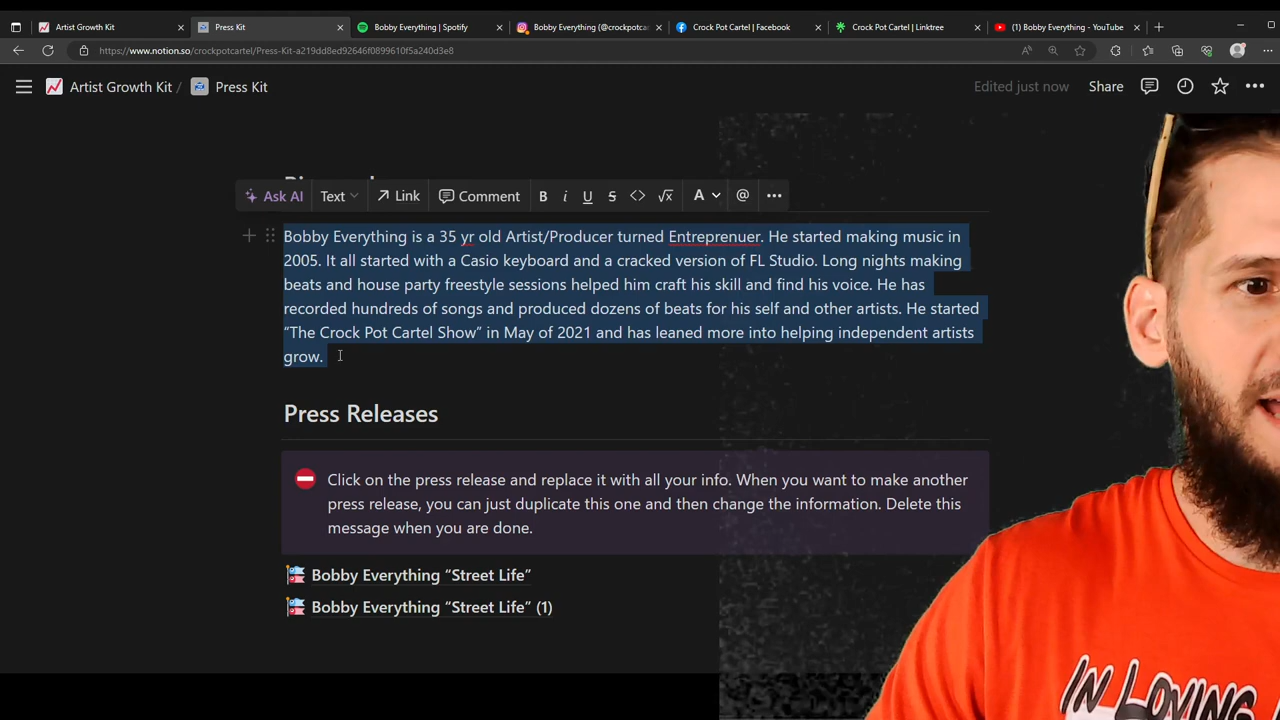 Artist Growth Kit
Press Kit
Bobby Everything | Spotify
Bobby Everything (@crockpotc
Crock Pot Cartel | Facebook
Crock Pot Cartel | Linktree
(1) Bobby Everything - YouTube
https://www.notion.so/crockpotcartel/Press-Kit-a219dd8ed92646f0899610f5a240d3e8
Artist Growth Kit / Press Kit
Edited just now
Share
Ask AI
Text
Link
Comment
B
i
U
S
√x
A
@
Bobby Everything is a 35 yr old Artist/Producer turned Entreprenuer. He started making music in
2005. It all started with a Casio keyboard and a cracked version of FL Studio. Long nights making
beats and house party freestyle sessions helped him craft his skill and find his voice. He has
recorded hundreds of songs and produced dozens of beats for his self and other artists. He started
“The Crock Pot Cartel Show” in May of 2021 and has leaned more into helping independent artists
grow.
Press Releases
Click on the press release and replace it with all your info. When you want to make another
press release, you can just duplicate this one and then change the information. Delete this
message when you are done.
Bobby Everything “Street Life”
Bobby Everything “Street Life” (1)
IN LOVING